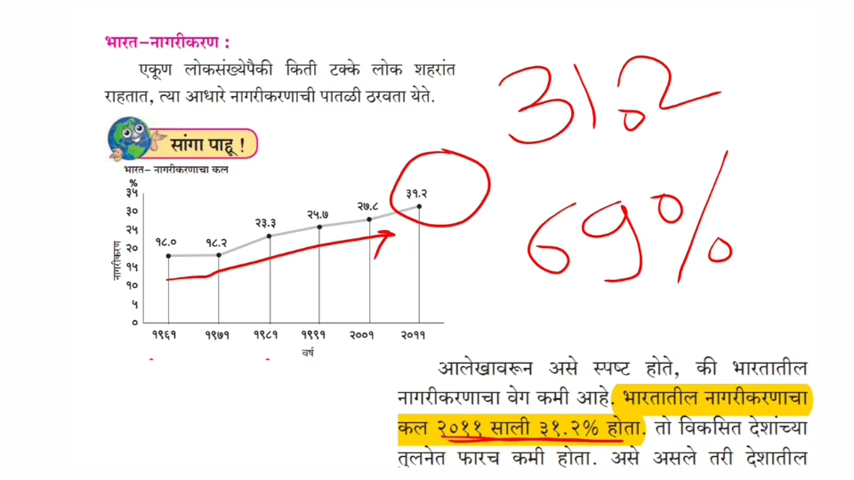 भारत-नागरीकरण :
एकूण लोकसंख्येपैकी किती टक्के लोक शहरांत
राहतात, त्या आधारे नागरीकरणाची पातळी ठरवता येते.
सांगा पाहू !
भारत- नागरीकरणाचा कल
%
३५
३०
२५
२०
१५
१०
५
०
नागरीकरण
१८.०
१८.२
२३.३
२५.७
२७.८
३१.२
१९६१
१९७१
१९८१
१९९१
२००१
२०११
वर्ष
31.2
69%
आलेखावरून असे स्पष्ट होते, की भारतातील
नागरीकरणाचा वेग कमी आहे. भारतातील नागरीकरणाचा
कल २०११ साली ३१.२% होता. तो विकसित देशांच्या
तुलनेत फारच कमी होता. असे असले तरी देशातील